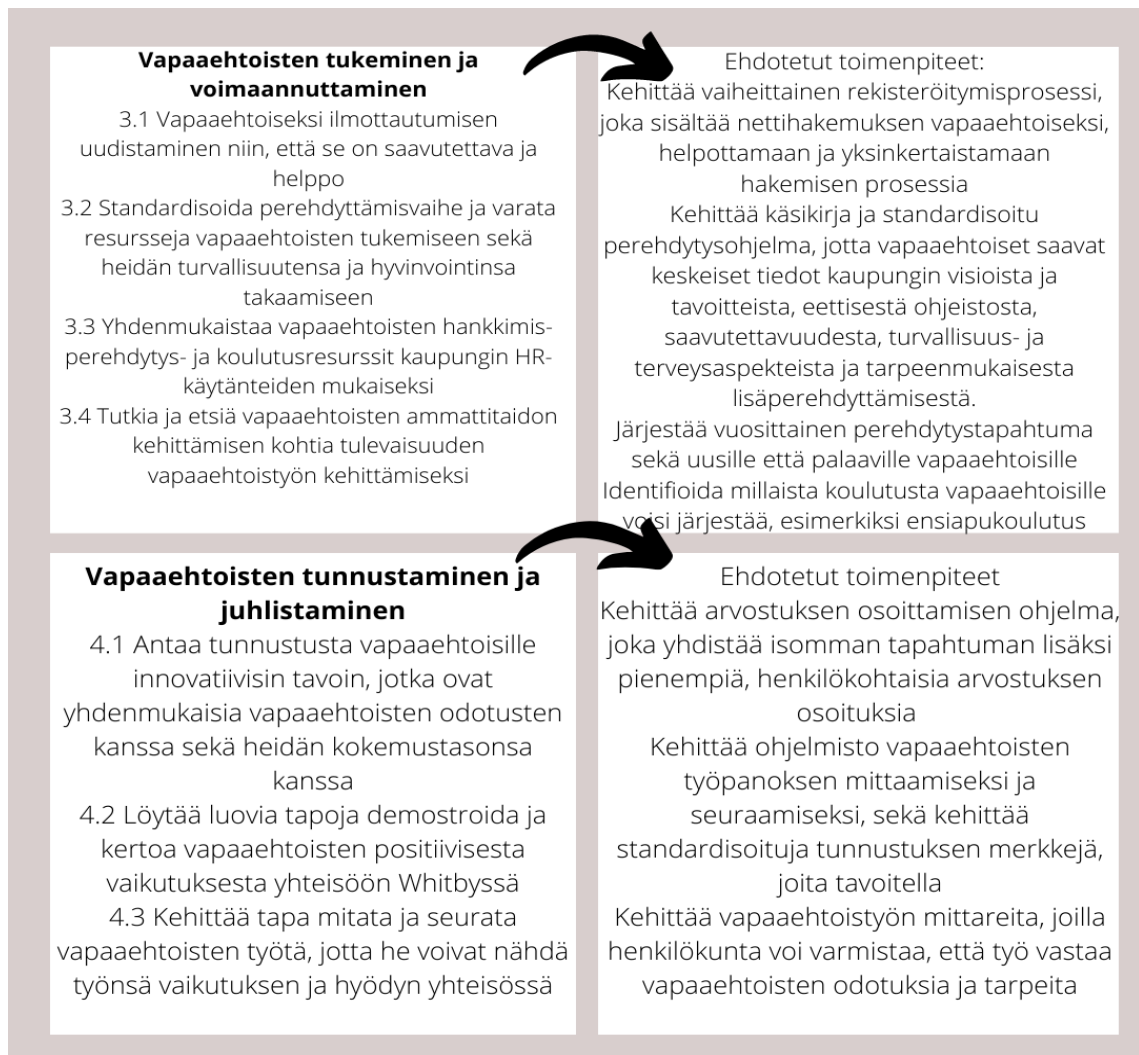 Vapaaehtoisten tukeminen ja
voimaannuttaminen
3.1 Vapaaehtoiseksi ilmottautumisen
uudistaminen niin, että se on saavutettava ja
helppo
3.2 Standardisoida perehdyttämisvaihe ja varata
resursseja vapaaehtoisten tukemiseen sekä
heidän turvallisuutensa ja hyvinvointinsa
takaamiseen
3.3 Yhdenmukaistaa vapaaehtoisten hankkimis-
perehdytys- ja koulutusresurssit kaupungin HR-
käytänteiden mukaiseksi
3.4 Tutkia ja etsiä vapaaehtoisten ammattitaidon
kehittämisen kohtia tulevaisuuden
vapaaehtoistyön kehittämiseksi
Ehdotetut toimenpiteet:
Kehittää vaiheittainen rekisteröitymisprosessi,
joka sisältää nettihakemuksen vapaaehtoiseksi,
helpottamaan ja yksinkertaistamaan
hakemisen prosessia
Kehittää käsikirja ja standardisoitu
perehdytysohjelma, jotta vapaaehtoiset saavat
keskeiset tiedot kaupungin visioista ja
tavoitteista, eettisestä ohjeistosta,
saavutettavuudesta, turvallisuus- ja
terveysaspekteista ja tarpeenmukaisesta
lisäperehdyttämisestä.
Järjestää vuosittainen perehdytystapahtuma
sekä uusille että palaaville vapaaehtoisille
Identifioida millaista koulutusta vapaaehtoisille
voisi järjestää, esimerkiksi ensiapukoulutus
Vapaaehtoisten tunnustaminen ja
juhlistaminen
4.1 Antaa tunnustusta vapaaehtoisille
innovatiivisin tavoin, jotka ovat
yhdenmukaisia vapaaehtoisten odotusten
kanssa sekä heidän kokemustasonsa
kanssa
4.2 Löytää luovia tapoja demostroida ja
kertoa vapaaehtoisten positiivisesta
vaikutuksesta yhteisöön Whitbyssä
4.3 Kehittää tapa mitata ja seurata
vapaaehtoisten työtä, jotta he voivat nähdä
työnsä vaikutuksen ja hyödyn yhteisössä
Ehdotetut toimenpiteet
Kehittää arvostuksen osoittamisen ohjelma,
joka yhdistää isomman tapahtuman lisäksi
pienempiä, henkilökohtaisia arvostuksen
osoituksia
Kehittää ohjelmisto vapaaehtoisten
työpanoksen mittaamiseksi ja
seuraamiseksi, sekä kehittää
standardisoituja tunnustuksen merkkejä,
joita tavoitella
Kehittää vapaaehtoistyön mittareita, joilla
henkilökunta voi varmistaa, että työ vastaa
vapaaehtoisten odotuksia ja tarpeita